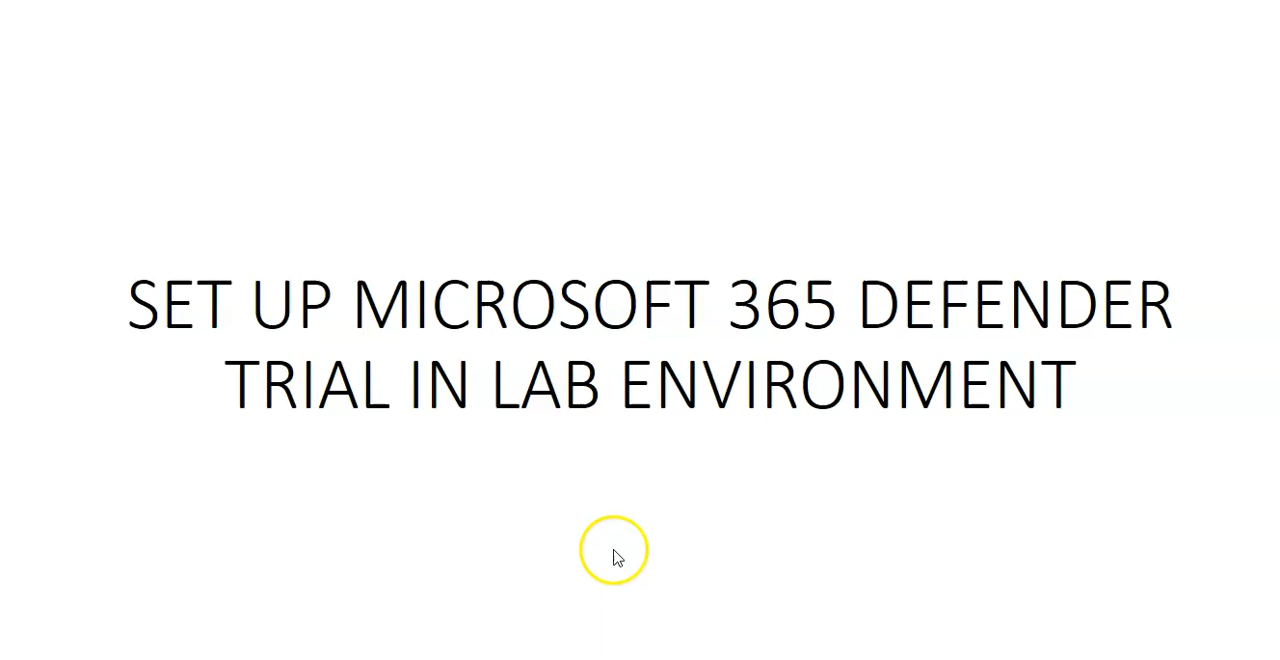 SET UP MICROSOFT 365 DEFENDER
TRIAL IN LAB ENVIRONMENT